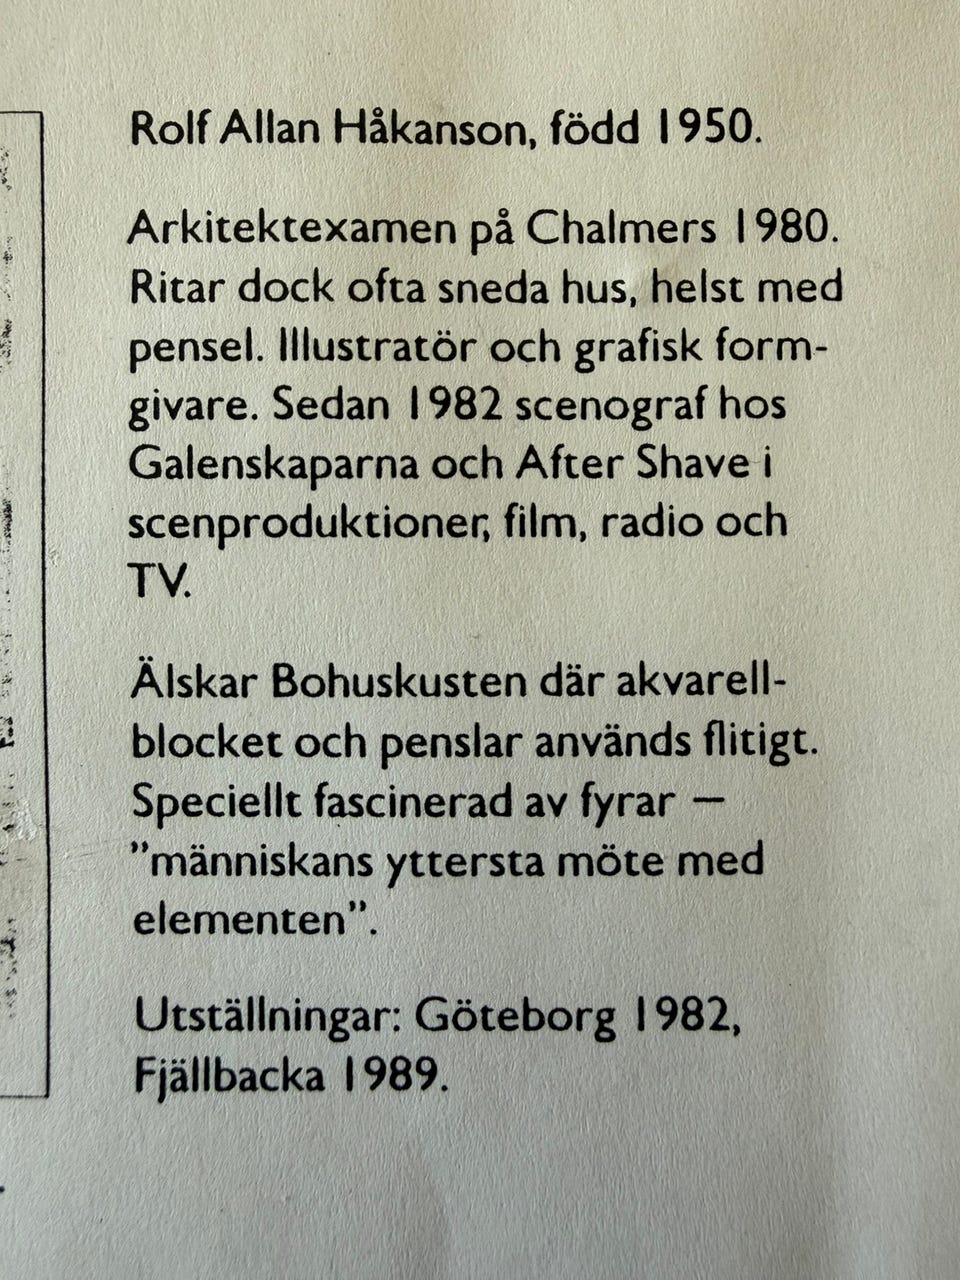 Rolf Allan Håkanson, född 1950.
Arkitektexamen på Chalmers 1980.
Ritar dock ofta sneda hus, helst med
pensel. Illustratör och grafisk form-
givare. Sedan 1982 scenograf hos
Galenskaparna och After Shave i
scenproduktioner, film, radio och
TV.
Älskar Bohuskusten där akvarell-
blocket och penslar används flitigt.
Speciellt fascinerad av fyrar –
"människans yttersta möte med
elementen".
Utställningar: Göteborg 1982,
Fjällbacka 1989.